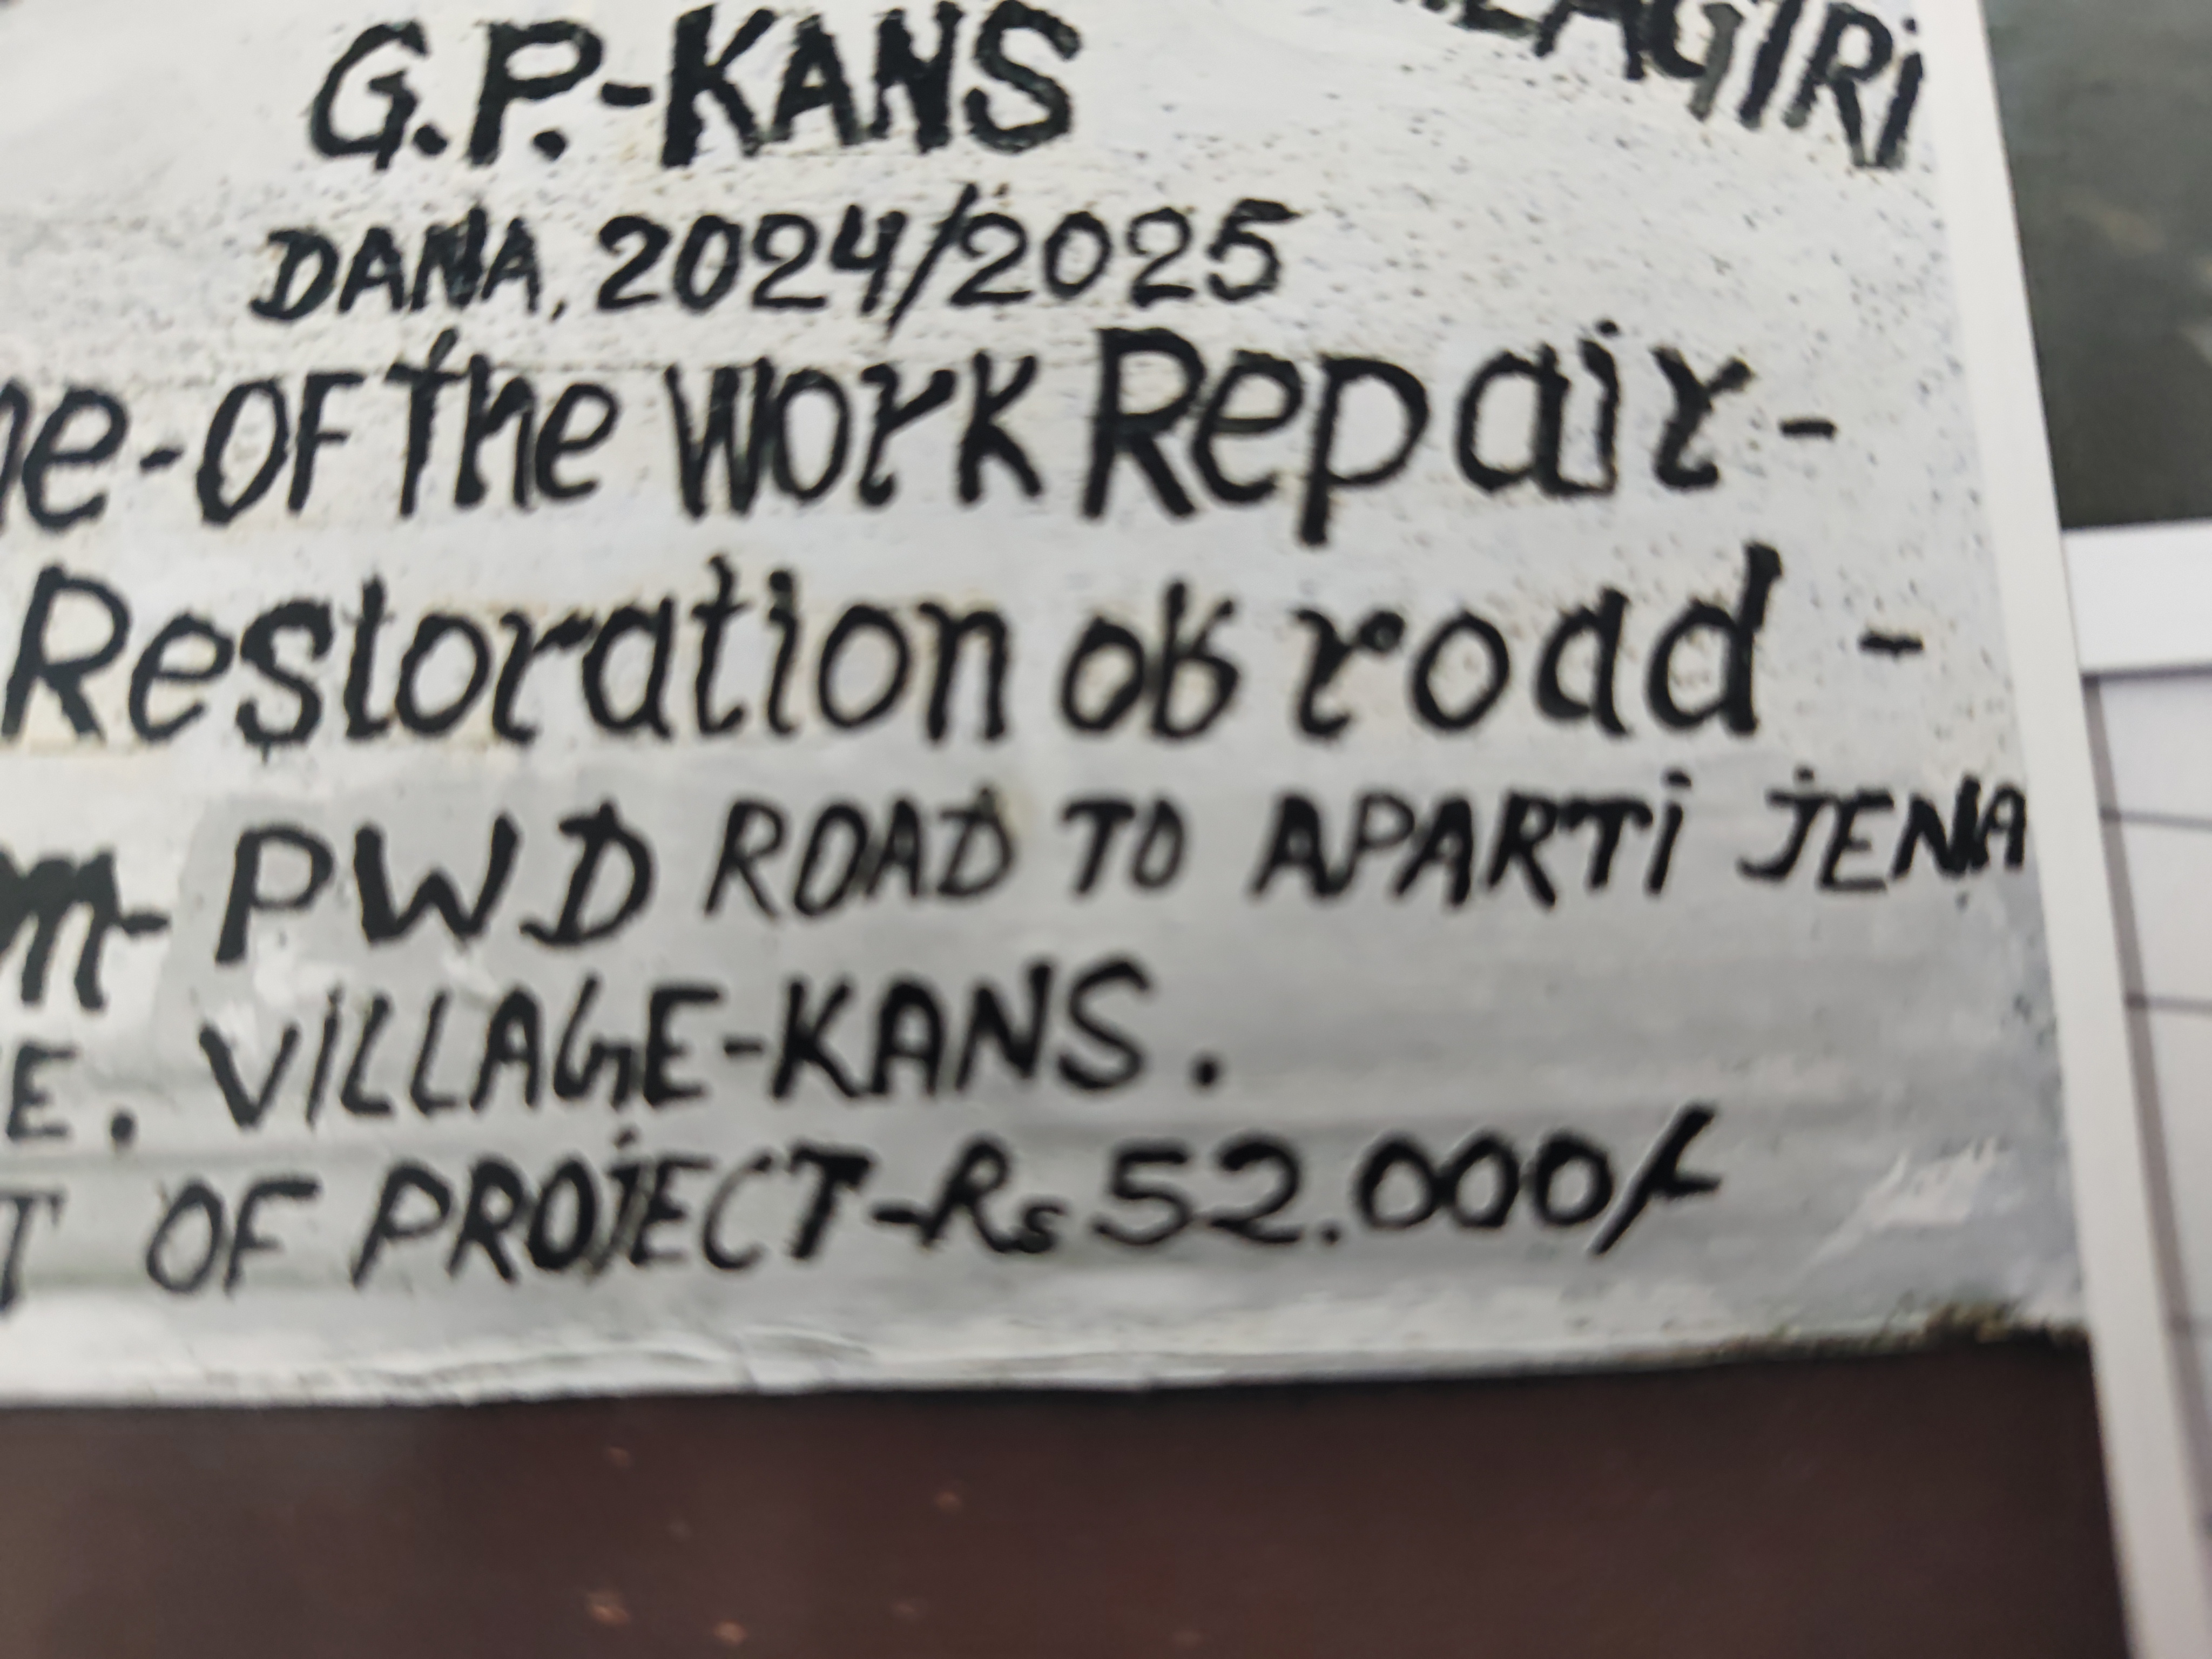 G.P.-KANS
DANA, 2024/2025
OF the Work Repair-
Restoration of road -
PWD ROAD TO APARTI JENA
VILLAGE-KANS.
OF PROJECT-Rs 52.000/-